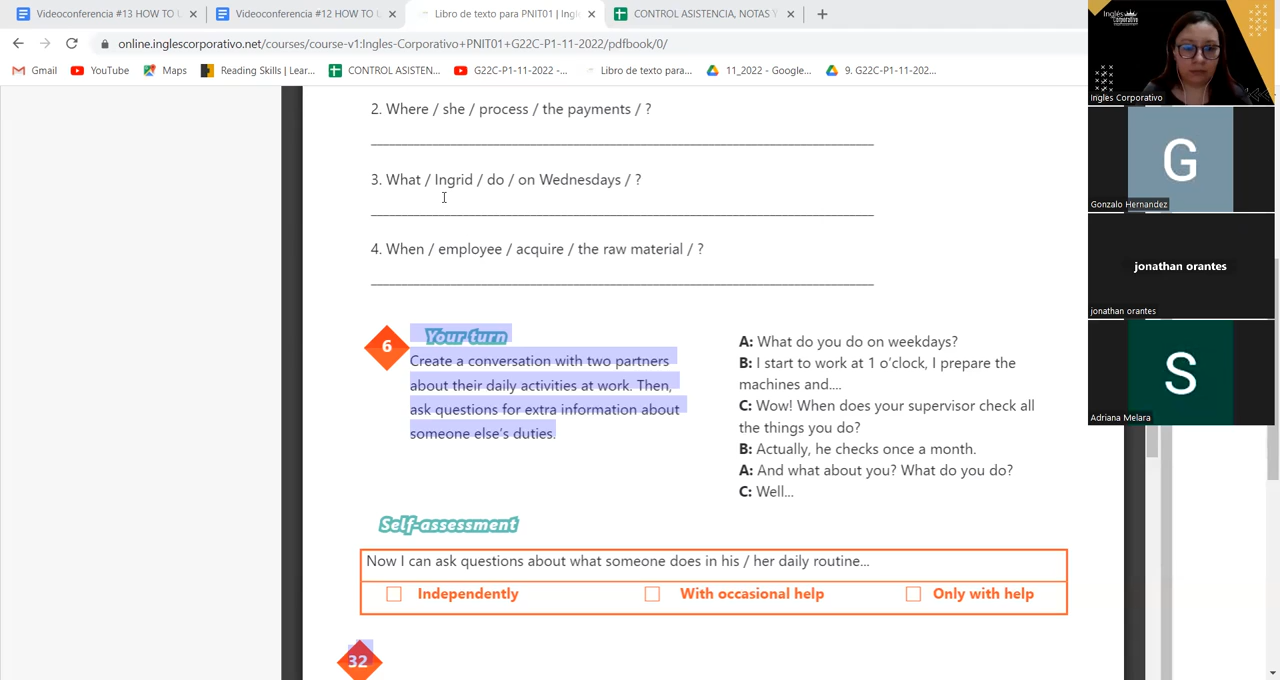 Videoconferencia #13 HOW TO U
Videoconferencia #12 HOW TO U
Libro de texto para PNIT01 | Ingl
CONTROL ASISTENCIA, NOTAS Y
online.inglescorporativo.net/courses/course-v1:Ingles-Corporativo+PNIT01+G22C-P1-11-2022/pdfbook/0/
Gmail
YouTube
Maps
Reading Skills | Lear...
CONTROL ASISTEN...
G22C-P1-11-2022 -...
Libro de texto para...
11_2022 - Google...
9. G22C-P1-11-202...
2. Where / she / process / the payments / ?
3. What / Ingrid / do / on Wednesdays / ?
4. When / employee / acquire / the raw material / ?
6
Your turn
Create a conversation with two partners
about their daily activities at work. Then,
ask questions for extra information about
someone else's duties.
A: What do you do on weekdays?
B: I start to work at 1 o'clock, I prepare the
machines and....
C: Wow! When does your supervisor check all
the things you do?
B: Actually, he checks once a month.
A: And what about you? What do you do?
C: Well...
Self-assessment
Now I can ask questions about what someone does in his / her daily routine...
Independently
With occasional help
Only with help
32
Inglés
Corporativo
Ingles Corporativo
G
Gonzalo Hernandez
jonathan orantes
jonathan orantes
S
Adriana Melara